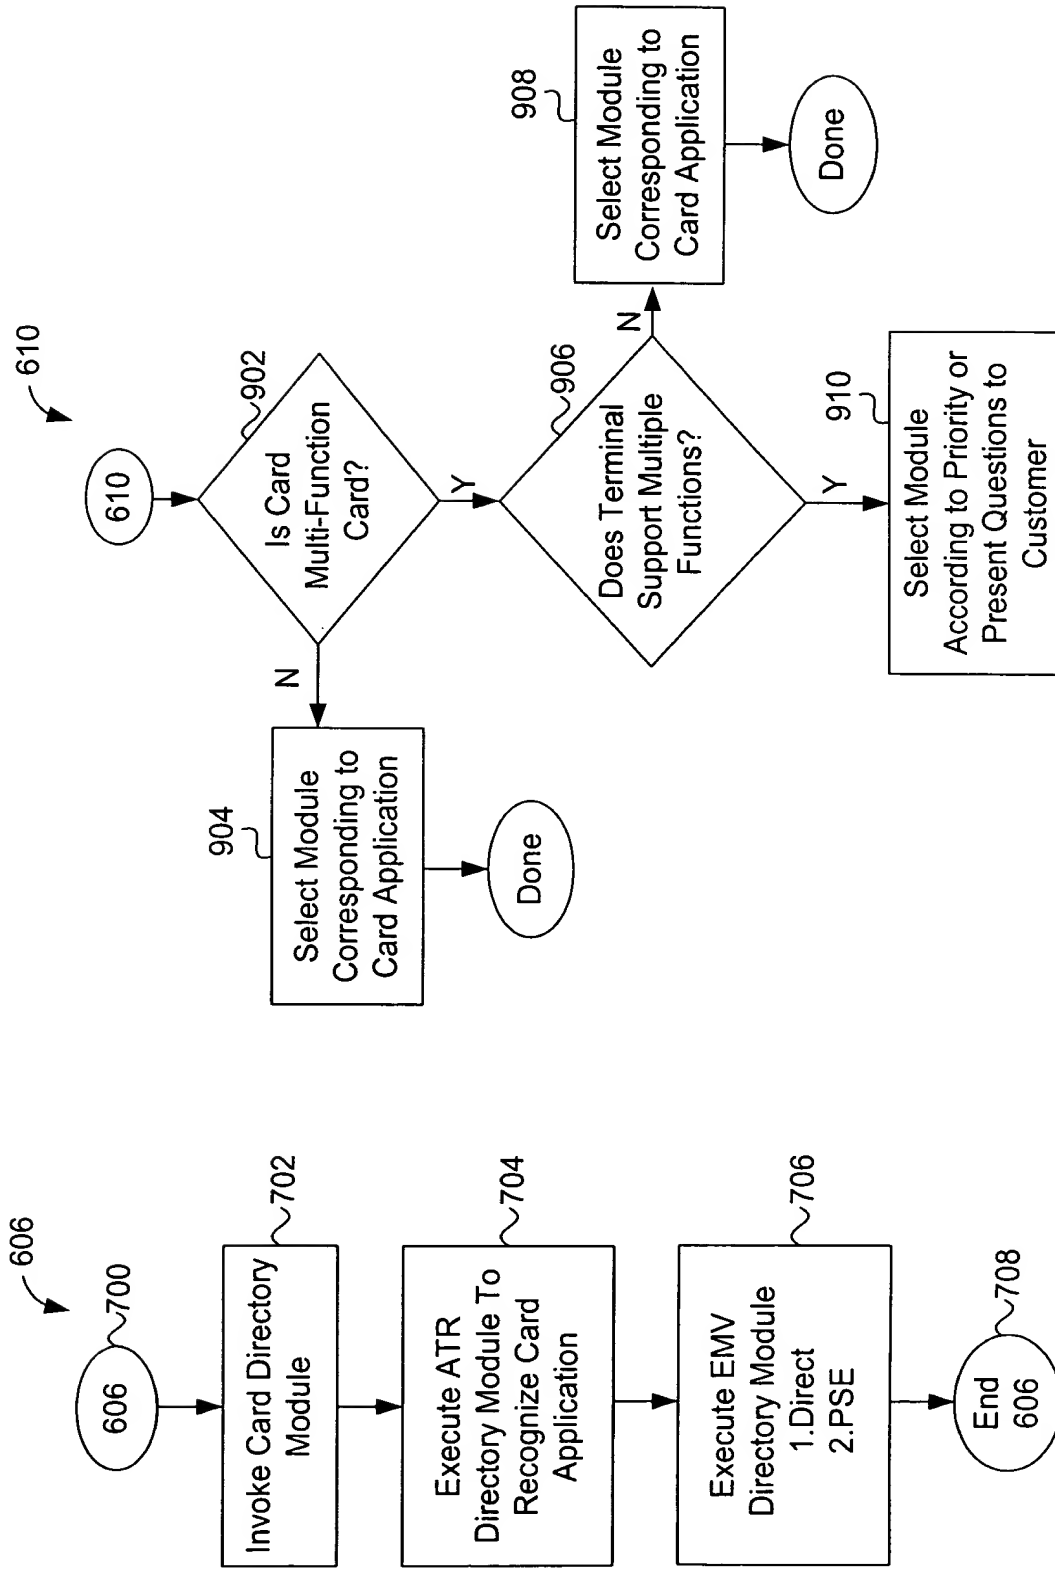 606
606
700
Invoke Card Directory
Module
702
Execute ATR
Directory Module To
Recognize Card
Application
704
Execute EMV
Directory Module
1.Direct
2.PSE
706
End
606
708
610
610
Is Card
Multi-Function
Card?
902
N
Select Module
Corresponding to
Card Application
904
Done
Y
Does Terminal
Support Multiple
Functions?
906
N
Select Module
Corresponding to
Card Application
908
Done
Y
Select Module
According to Priority or
Present Questions to
Customer
910